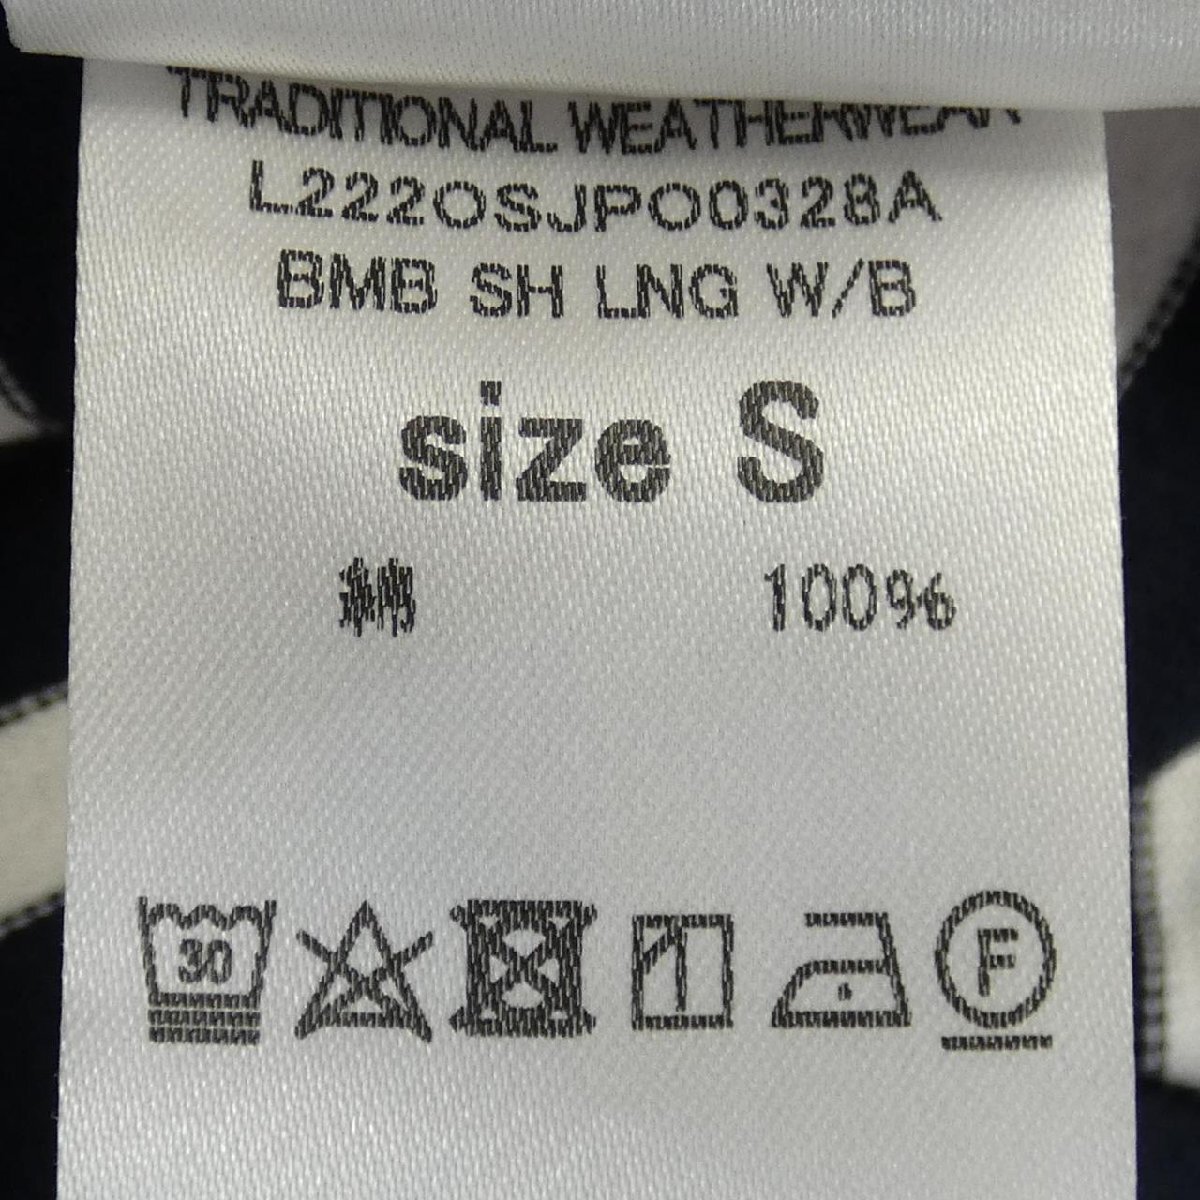 TRADITIONAL WEATHERWEAR
L222OSJPO0328A
BMB SH LNG W/B
size S
綿 100%
30
F